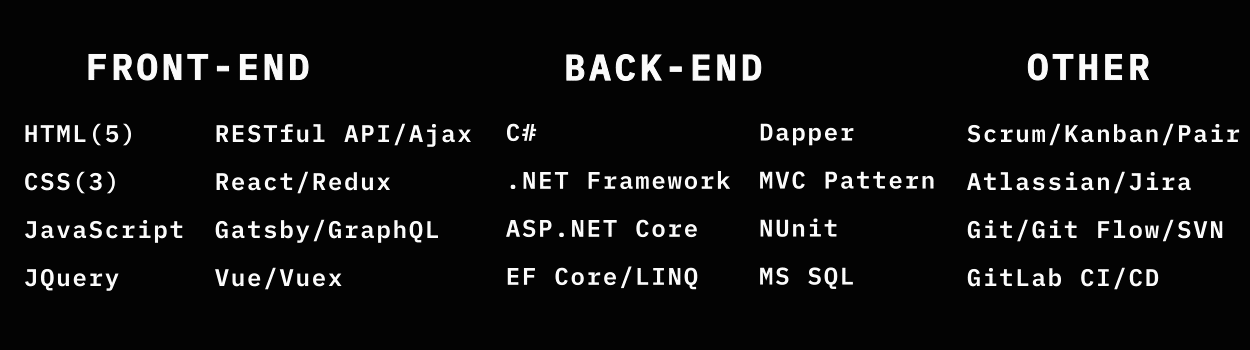 FRONT-END
HTML(5)
CSS(3)
JavaScript
JQuery
RESTful API/Ajax
React/Redux
Gatsby/GraphQL
Vue/Vuex
BACK-END
C#
.NET Framework
ASP.NET Core
EF Core/LINQ
Dapper
MVC Pattern
NUnit
MS SQL
OTHER
Scrum/Kanban/Pair
Atlassian/Jira
Git/Git Flow/SVN
GitLab CI/CD